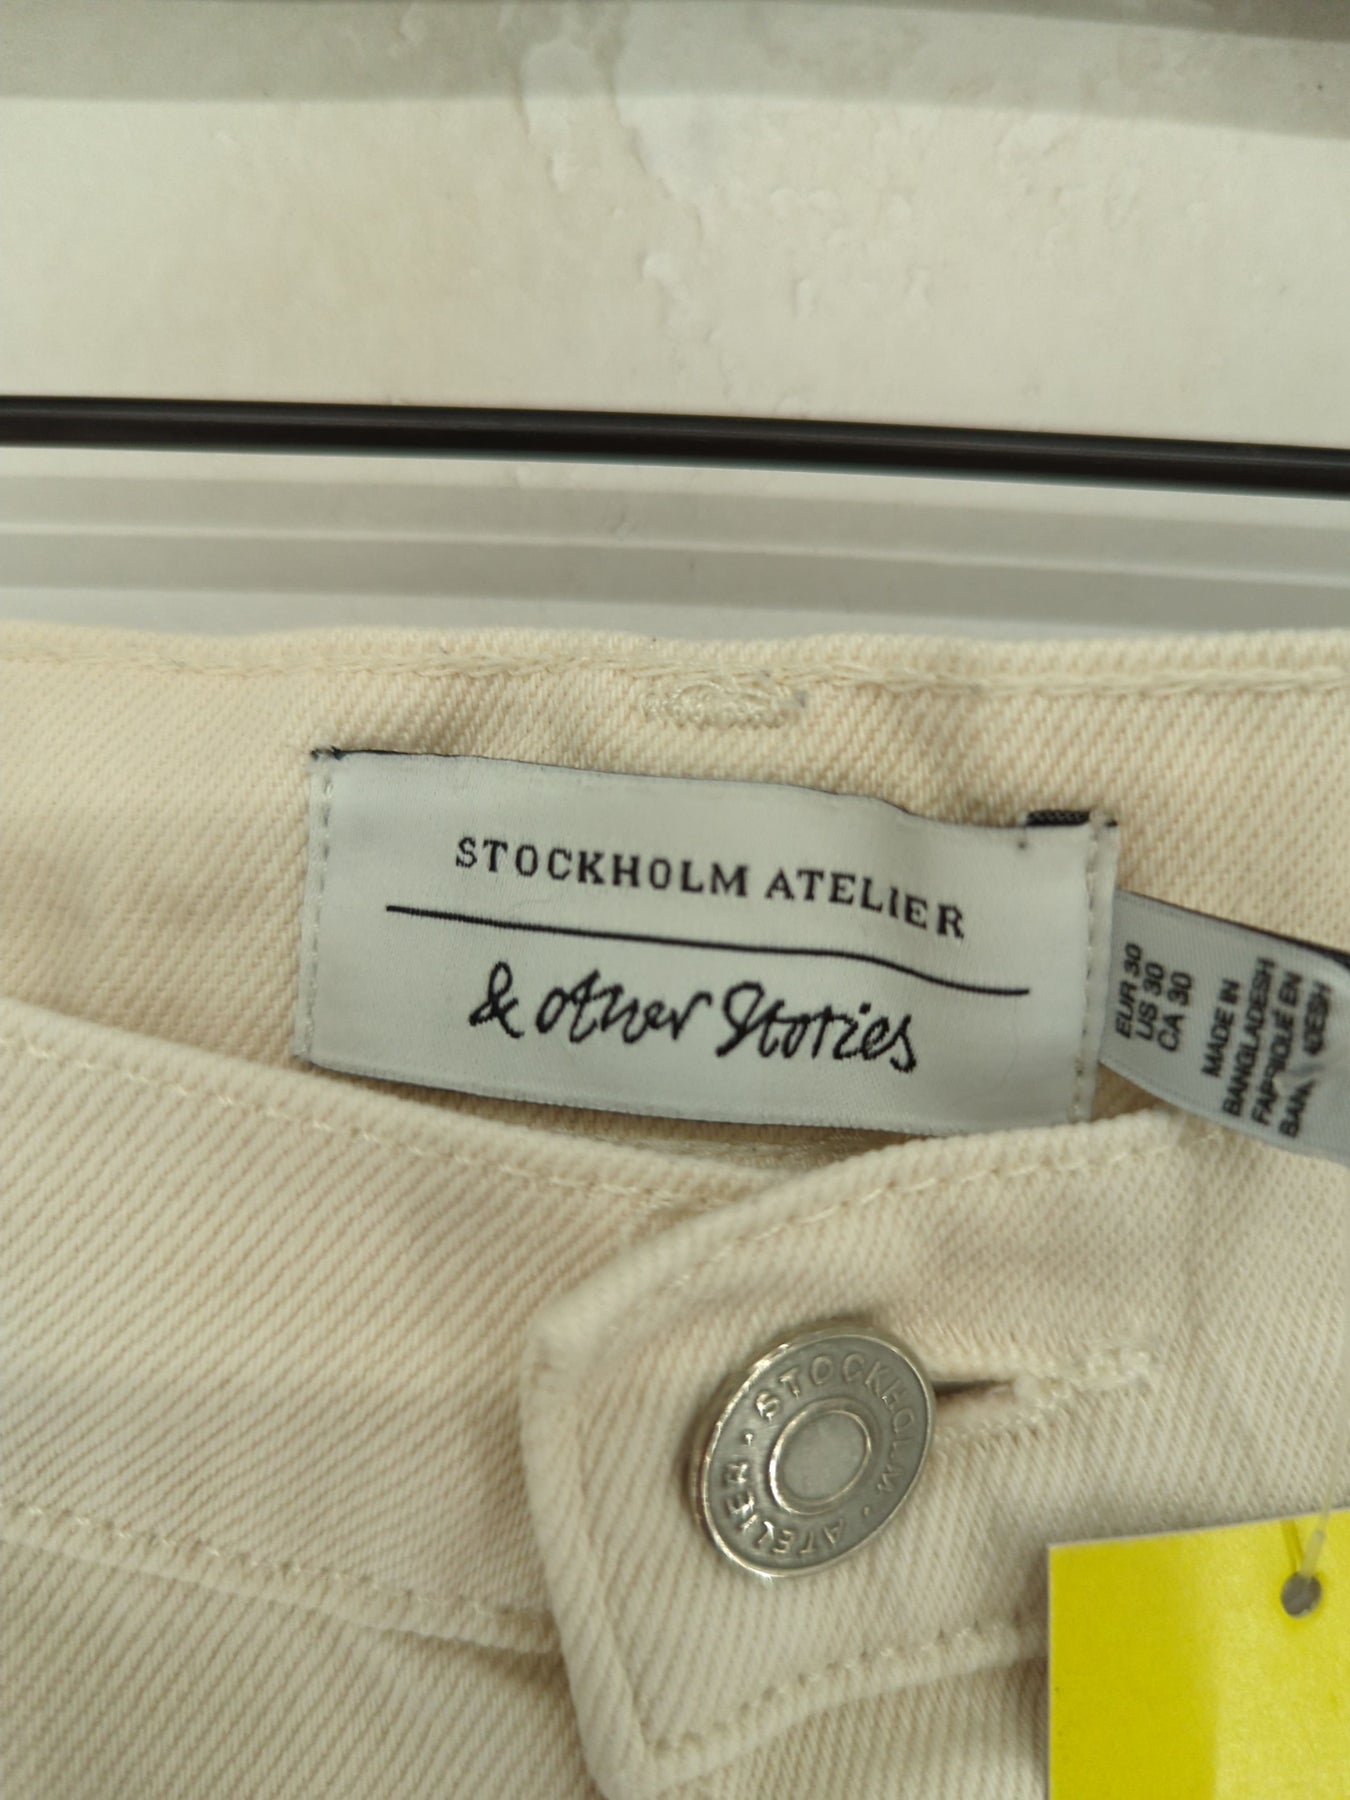 STOCKHOLM ATELIER
& other Stories
EUR 30
US 30
CA 30
MADE IN
BANGLADESH
FABRIQUÉ EN
STOCKHOLM · ATELIER ·